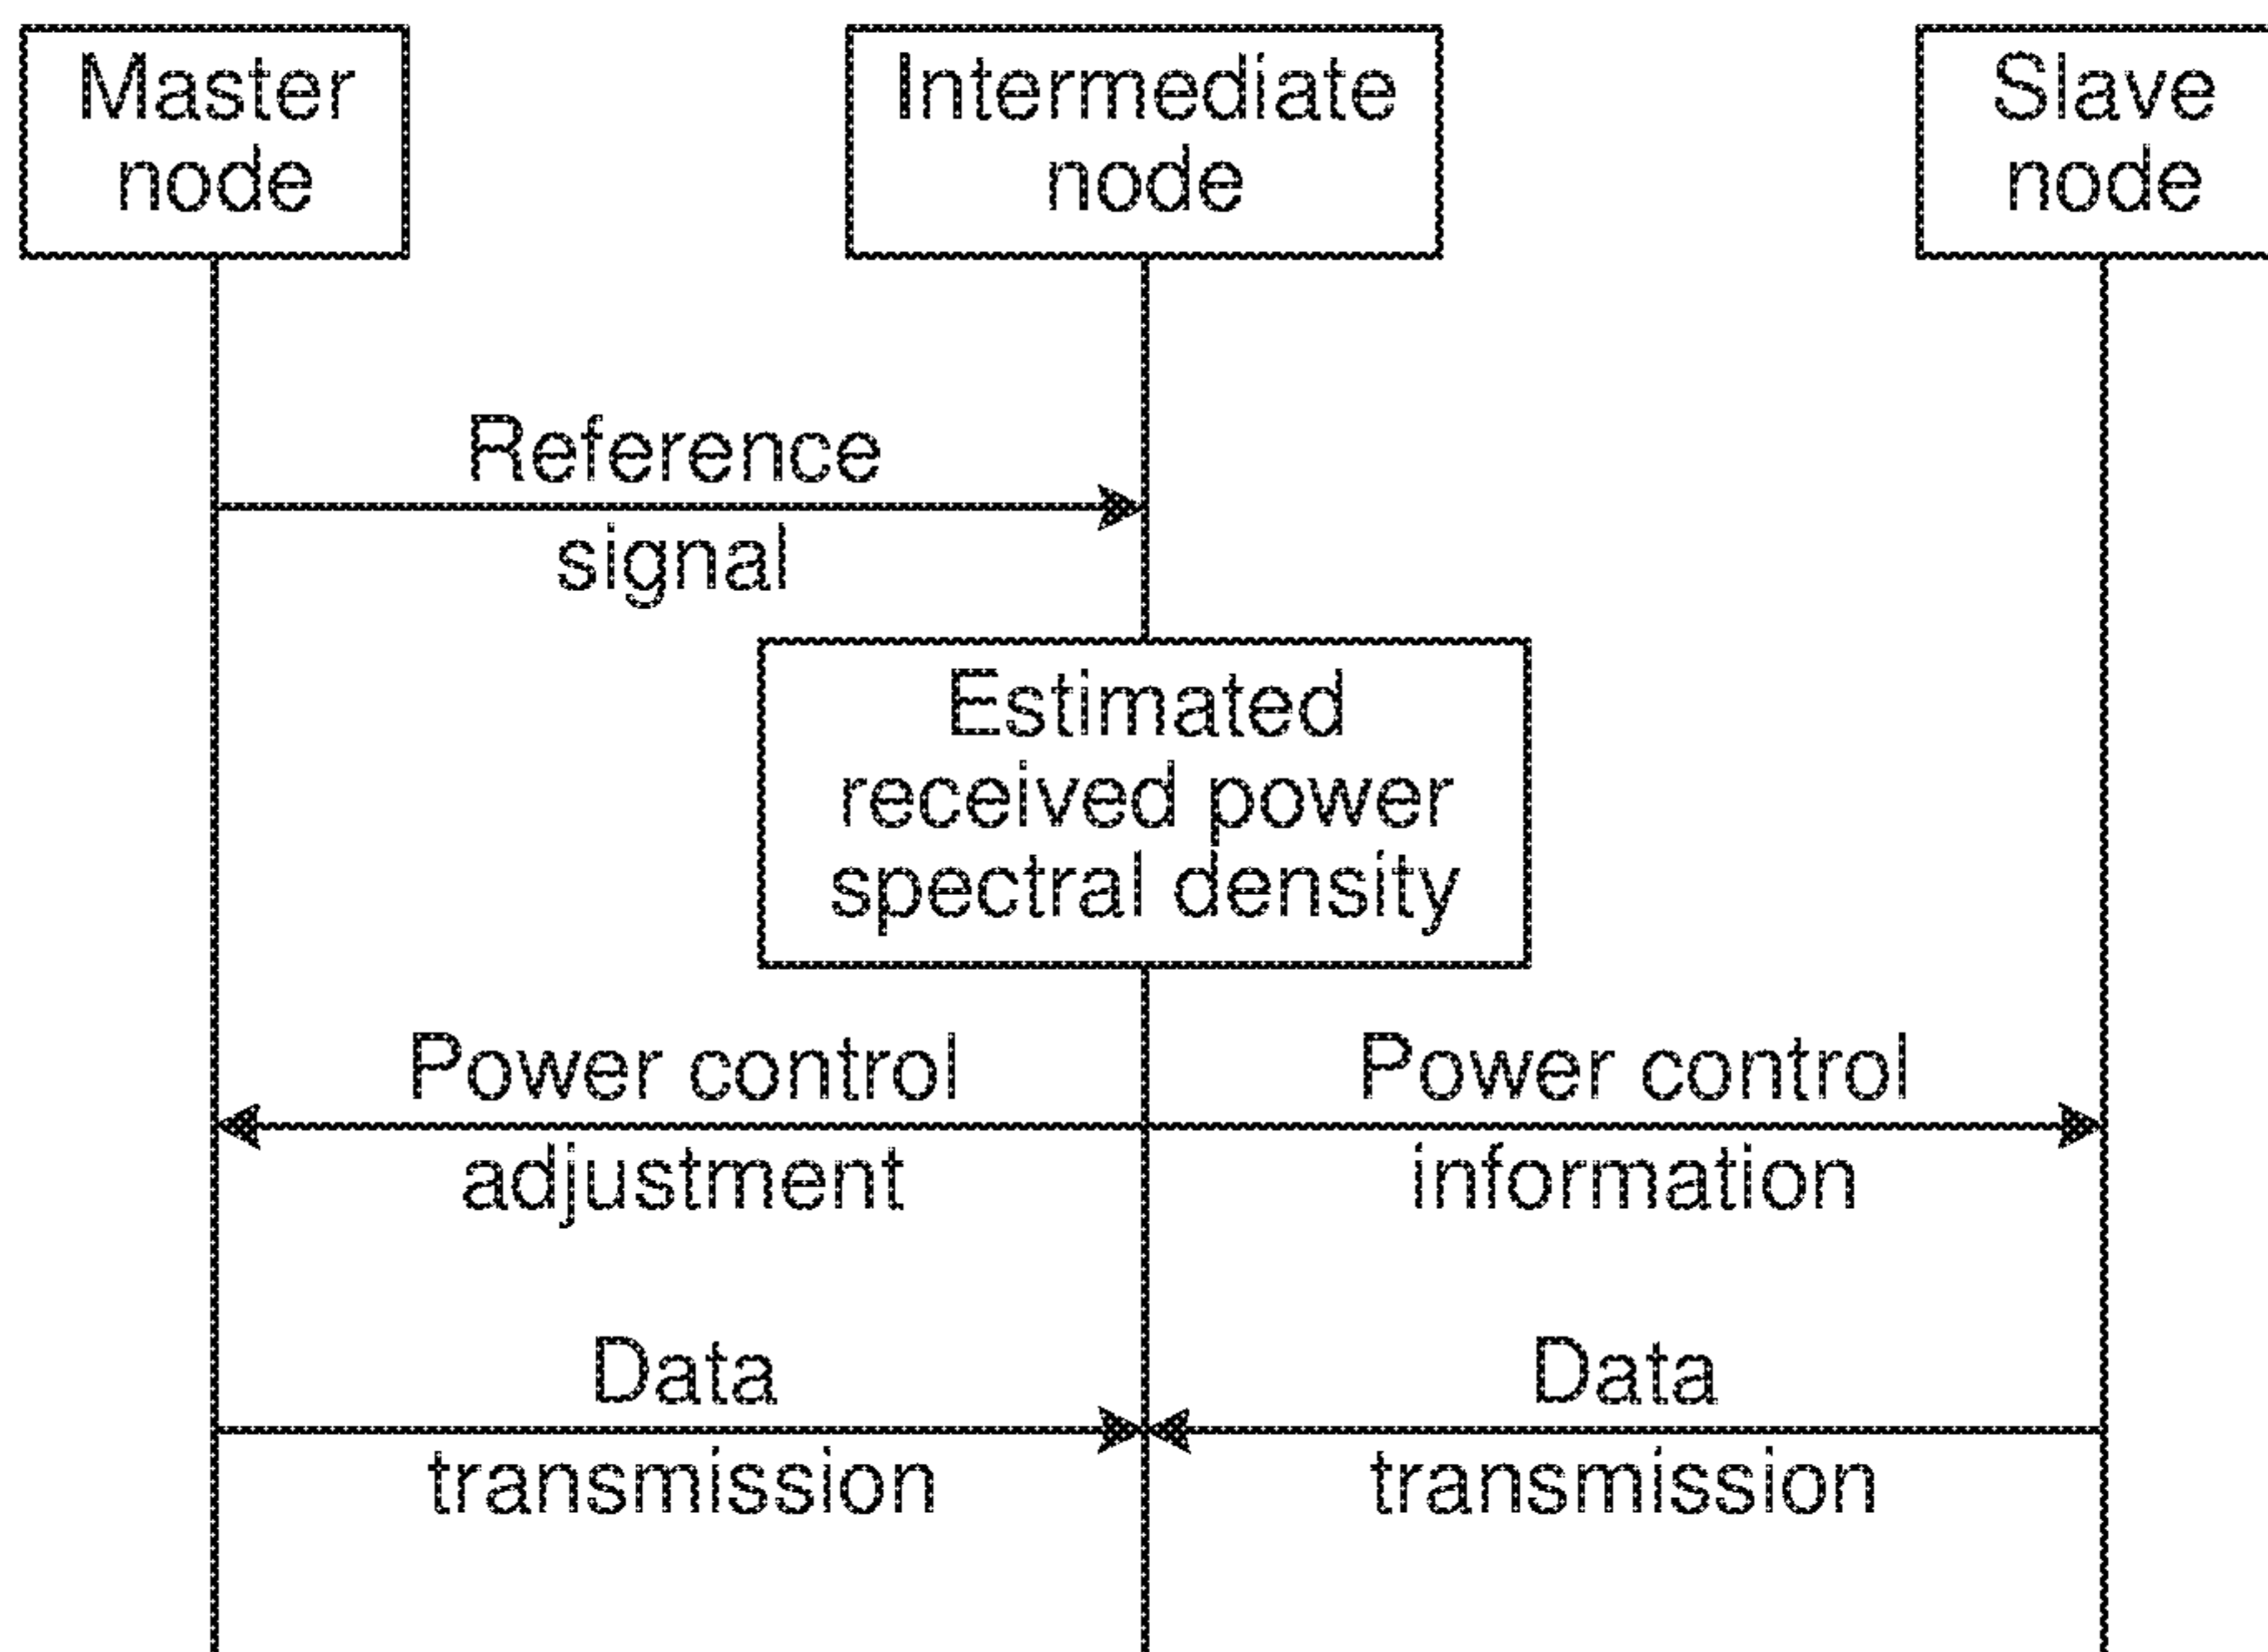 Master
node
Intermediate
node
Slave
node
Reference
signal
Estimated
received power
spectral density
Power control
adjustment
Power control
information
Data
transmission
Data
transmission